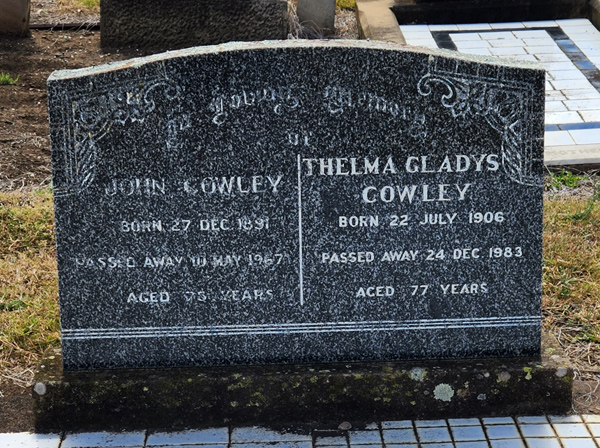 In Loving Memory
of
JOHN COWLEY
BORN 27 DEC. 1891
PASSED AWAY 10 MAY 1967
AGED 75 YEARS
THELMA GLADYS
COWLEY
BORN 22 JULY 1906
PASSED AWAY 24 DEC 1983
AGED 77 YEARS